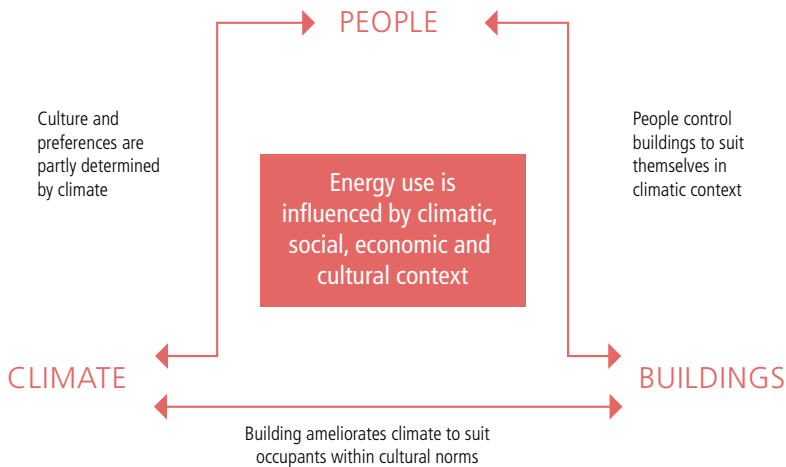 PEOPLE
Culture and
preferences are
partly determined
by climate
People control
buildings to suit
themselves in
climatic context
Energy use is
influenced by climatic,
social, economic and
cultural context
CLIMATE
BUILDINGS
Building ameliorates climate to suit
occupants within cultural norms